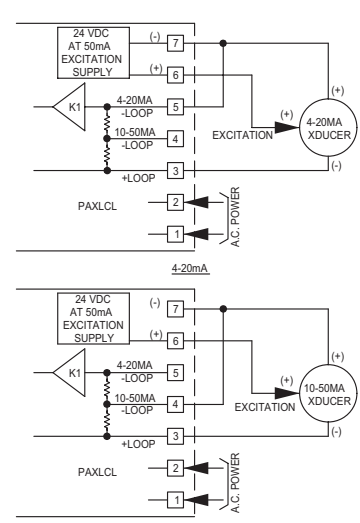 24 VDC
AT 50mA
EXCITATION
SUPPLY
(-)
7
(+)
6
K1
4-20MA
-LOOP
5
10-50MA
-LOOP
4
+LOOP
3
PAXLCL
2
1
A.C. POWER
EXCITATION
(+)
(+)
4-20MA
XDUCER
(-)
4-20mA
24 VDC
AT 50mA
EXCITATION
SUPPLY
(-)
7
(+)
6
K1
4-20MA
-LOOP
5
10-50MA
-LOOP
4
+LOOP
3
PAXLCL
2
1
A.C. POWER
EXCITATION
(+)
(+)
10-50MA
XDUCER
(-)